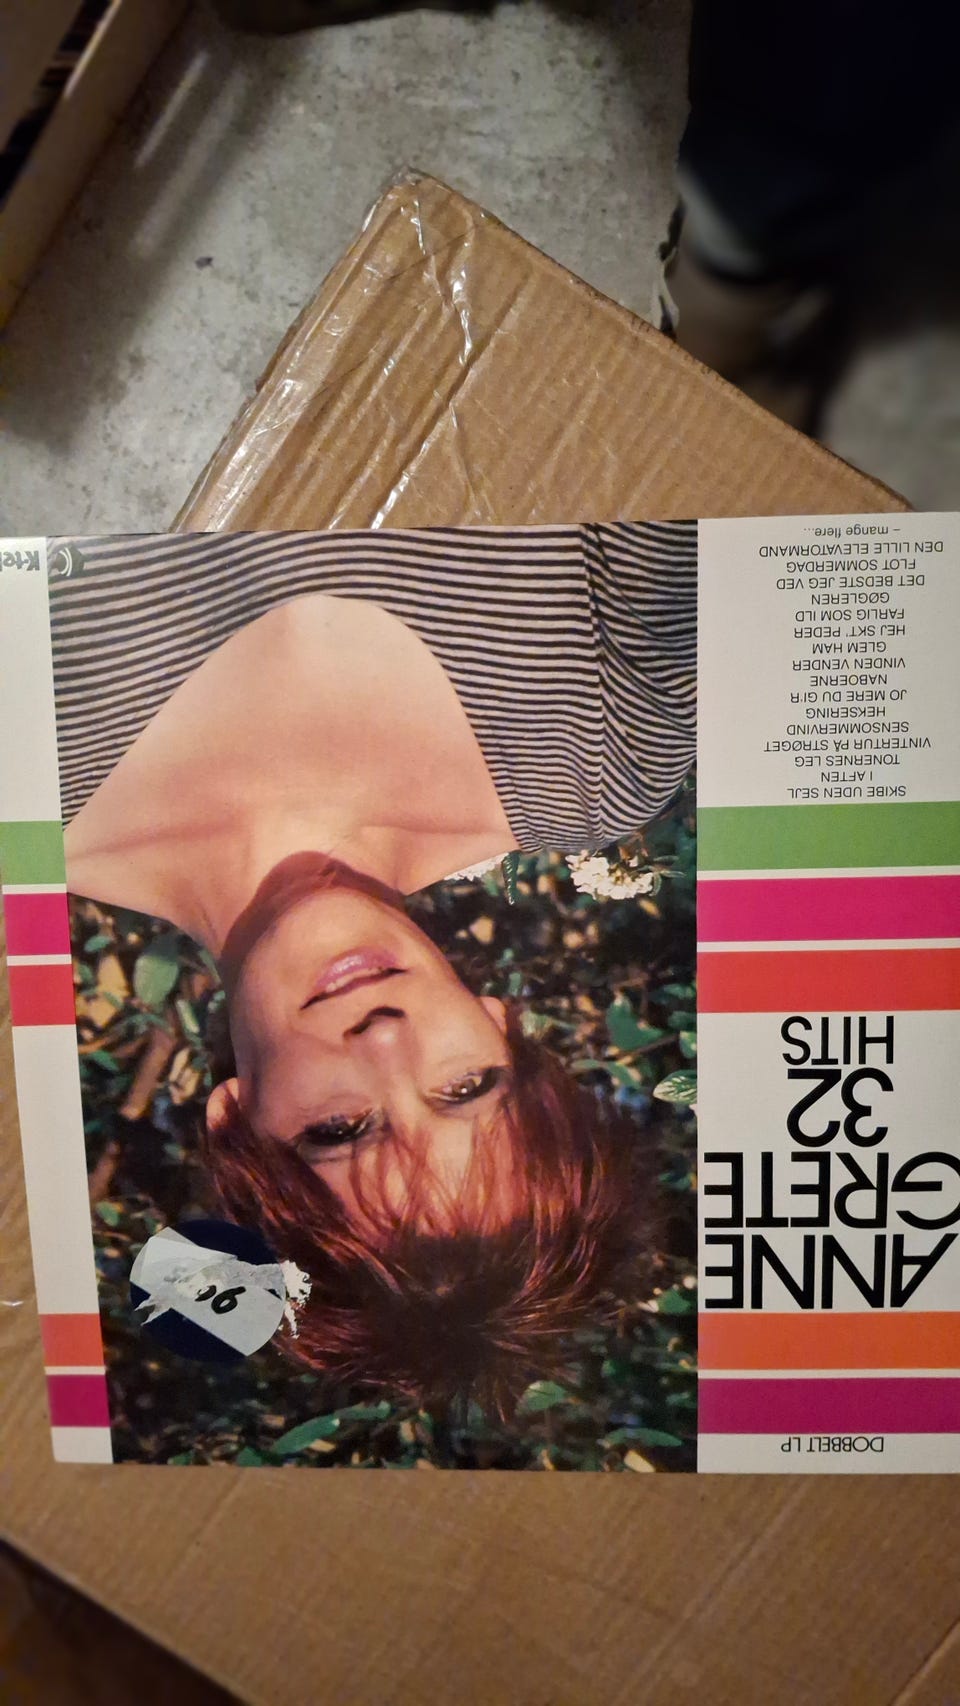 DOBBELT LP
ANNE
GRETE
32
HITS
SKIBE UDEN SEJL
I AFTEN
TONERNES LEG
VINTERTUR PÅ STRØGET
SENSOMMERVIND
HEKSERING
JO MERE DU GI'R
NABOERNE
VINDEN VENDER
GLEM HAM
HEJ SKT' PEDER
FARLIG SOM ILD
GØGLEREN
DET BEDSTE JEG VED
FLOT SOMMERDAG
DEN LILLE ELEVATORMAND
– mange flere...
K-tel